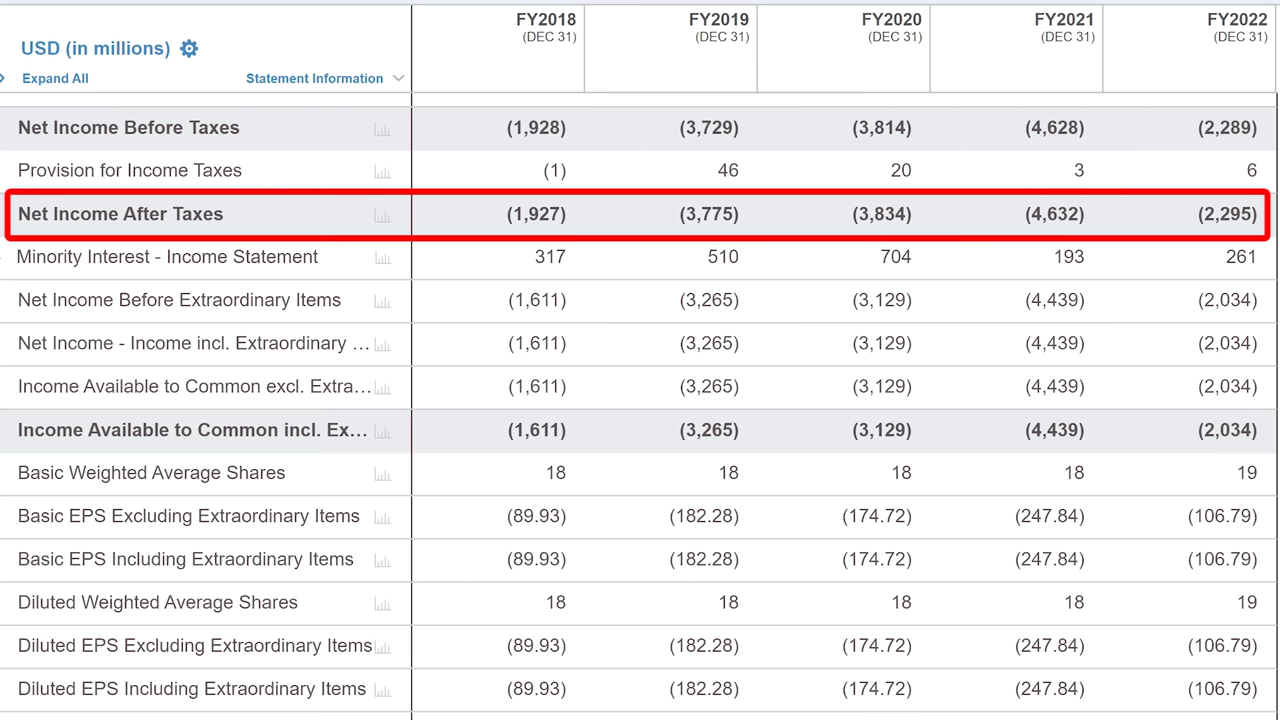 FY2018 FY2019 FY2020 FY2021 FY2022
(DEC 31) (DEC 31) (DEC 31) (DEC 31) (DEC 31)
USD (in millions)
Expand All Statement Information
Net Income Before Taxes (1,928) (3,729) (3,814) (4,628) (2,289)
Provision for Income Taxes (1) 46 20 3 6
Net Income After Taxes (1,927) (3,775) (3,834) (4,632) (2,295)
Minority Interest - Income Statement 317 510 704 193 261
Net Income Before Extraordinary Items (1,611) (3,265) (3,129) (4,439) (2,034)
Net Income - Income incl. Extraordinary … (1,611) (3,265) (3,129) (4,439) (2,034)
Income Available to Common excl. Extra… (1,611) (3,265) (3,129) (4,439) (2,034)
Income Available to Common incl. Ex… (1,611) (3,265) (3,129) (4,439) (2,034)
Basic Weighted Average Shares 18 18 18 18 19
Basic EPS Excluding Extraordinary Items (89.93) (182.28) (174.72) (247.84) (106.79)
Basic EPS Including Extraordinary Items (89.93) (182.28) (174.72) (247.84) (106.79)
Diluted Weighted Average Shares 18 18 18 18 19
Diluted EPS Excluding Extraordinary Items (89.93) (182.28) (174.72) (247.84) (106.79)
Diluted EPS Including Extraordinary Items (89.93) (182.28) (174.72) (247.84) (106.79)